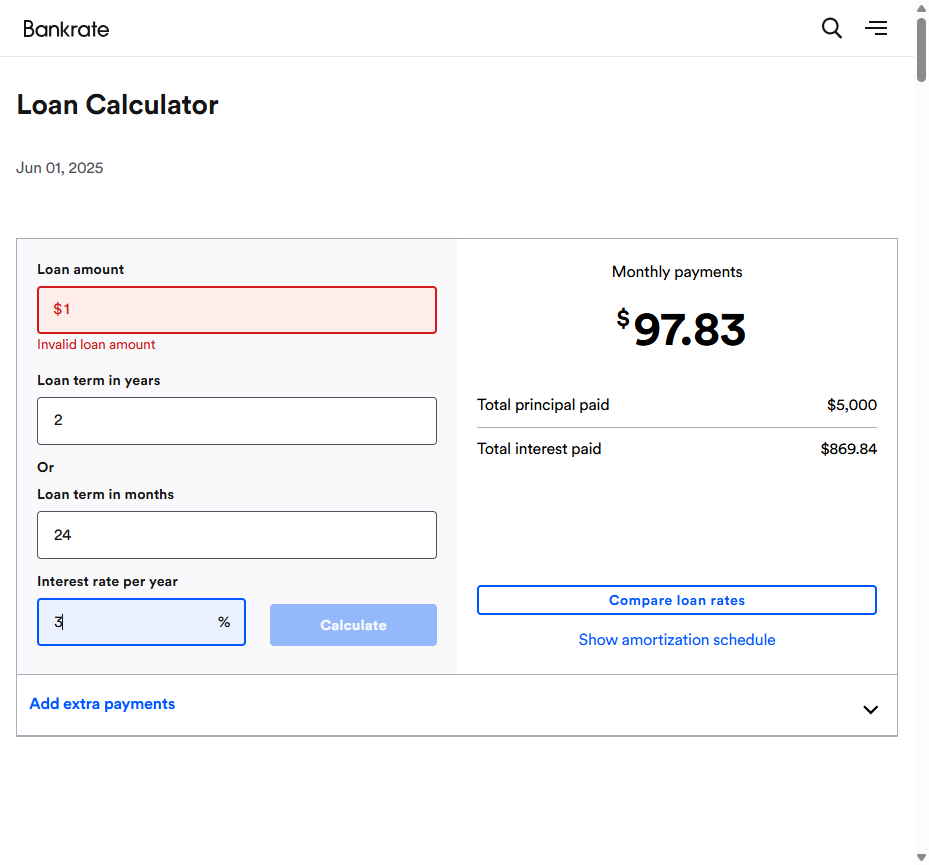 Bankrate
Loan Calculator
Jun 01, 2025
Loan amount
$1
Invalid loan amount
Loan term in years
2
Or
Loan term in months
24
Interest rate per year
3 %
Calculate
Monthly payments
$97.83
Total principal paid $5,000
Total interest paid $869.84
Compare loan rates
Show amortization schedule
Add extra payments